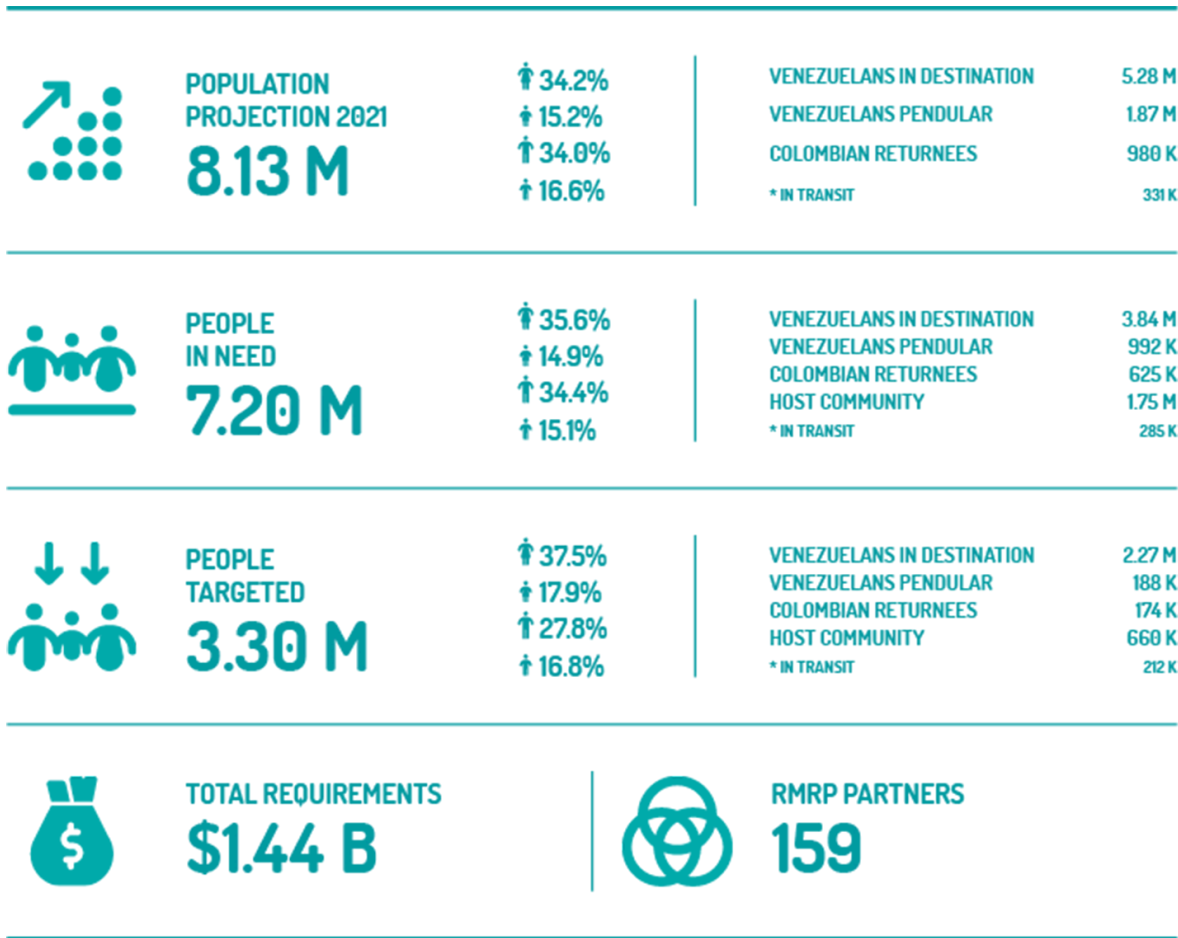 POPULATION
PROJECTION 2021
8.13 M
34.2%
15.2%
34.0%
16.6%
VENEZUELANS IN DESTINATION 5.28 M
VENEZUELANS PENDULAR 1.87 M
COLOMBIAN RETURNEES 980 K
* IN TRANSIT 331 K
PEOPLE
IN NEED
7.20 M
35.6%
14.9%
34.4%
15.1%
VENEZUELANS IN DESTINATION 3.84 M
VENEZUELANS PENDULAR 992 K
COLOMBIAN RETURNEES 625 K
HOST COMMUNITY 1.75 M
* IN TRANSIT 285 K
PEOPLE
TARGETED
3.30 M
37.5%
17.9%
27.8%
16.8%
VENEZUELANS IN DESTINATION 2.27 M
VENEZUELANS PENDULAR 188 K
COLOMBIAN RETURNEES 174 K
HOST COMMUNITY 660 K
* IN TRANSIT 212 K
$
TOTAL REQUIREMENTS
$1.44 B
RMRP PARTNERS
159